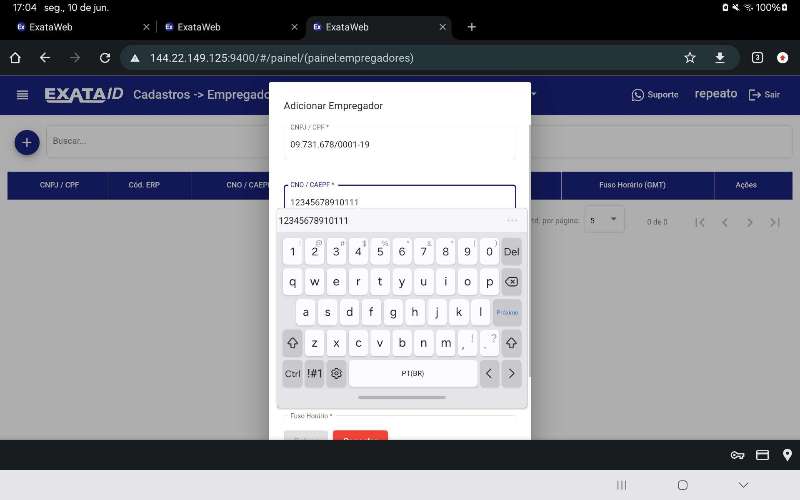 17:04 seg., 10 de jun.
100%
ExataWeb
ExataWeb
ExataWeb
144.22.149.125:9400/#/painel/(painel:empregadores)
3
EXATA ID
Cadastros -> Empregado
Suporte
repeato
Sair
Adicionar Empregador
CNPJ / CPF *
09.731.678/0001-19
Buscar...
CNPJ / CPF
Cód. ERP
CNO / CAEPF
Fuso Horário (GMT)
Ações
CNO / CAEPF *
12345678910111
por página:
5
0 de 0
12345678910111
1 2 3 4 5 6 7 8 9 0 Del
q w e r t y u i o p
a s d f g h j k l Próximo
z x c v b n m , ! . ?
Ctrl !#1 PT(BR) < >
Fuso Horário *